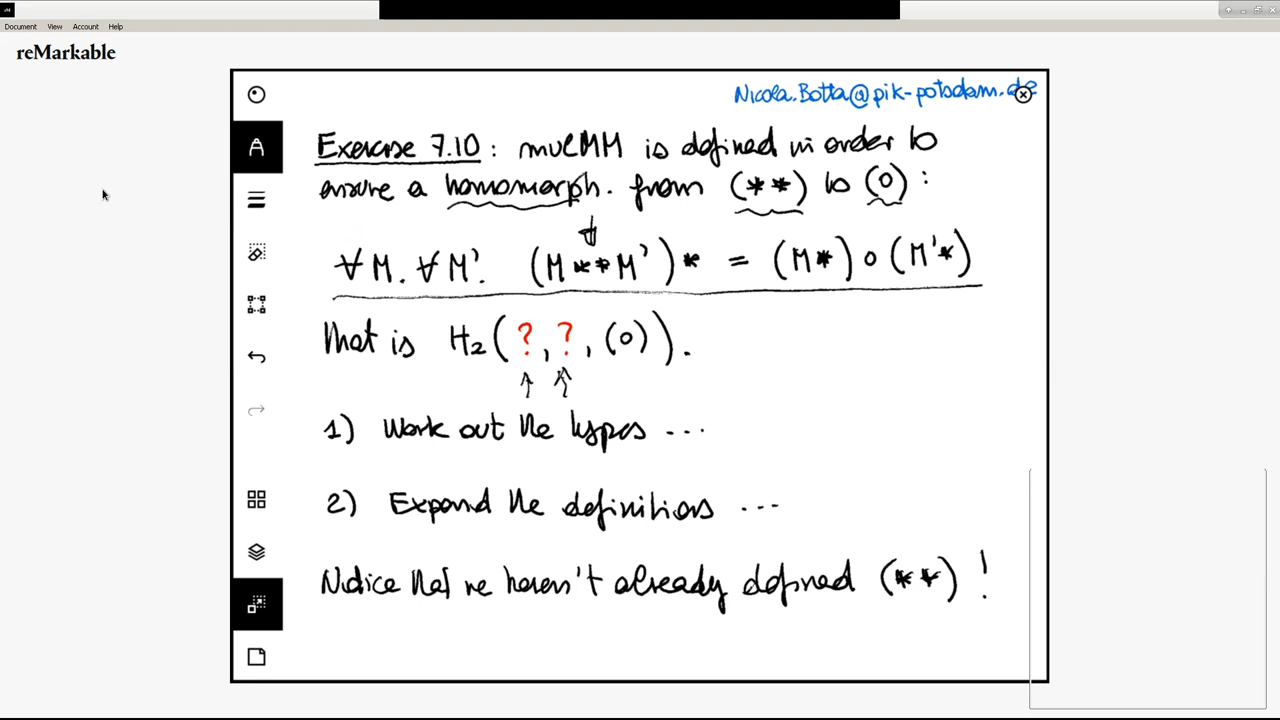 Document View Account Help
reMarkable
Nicola.Botta@pik-potsdam.de
Exercise 7.10 : mulMM is defined in order to
ensure a homomorph. from (**) to (o) :
∀M. ∀M'. (M ** M')* = (M*) o (M'*)
That is H2(?, ?, (o)).
1) Work out the types ...
2) Expand the definitions ...
Notice that we haven't already defined (**) !